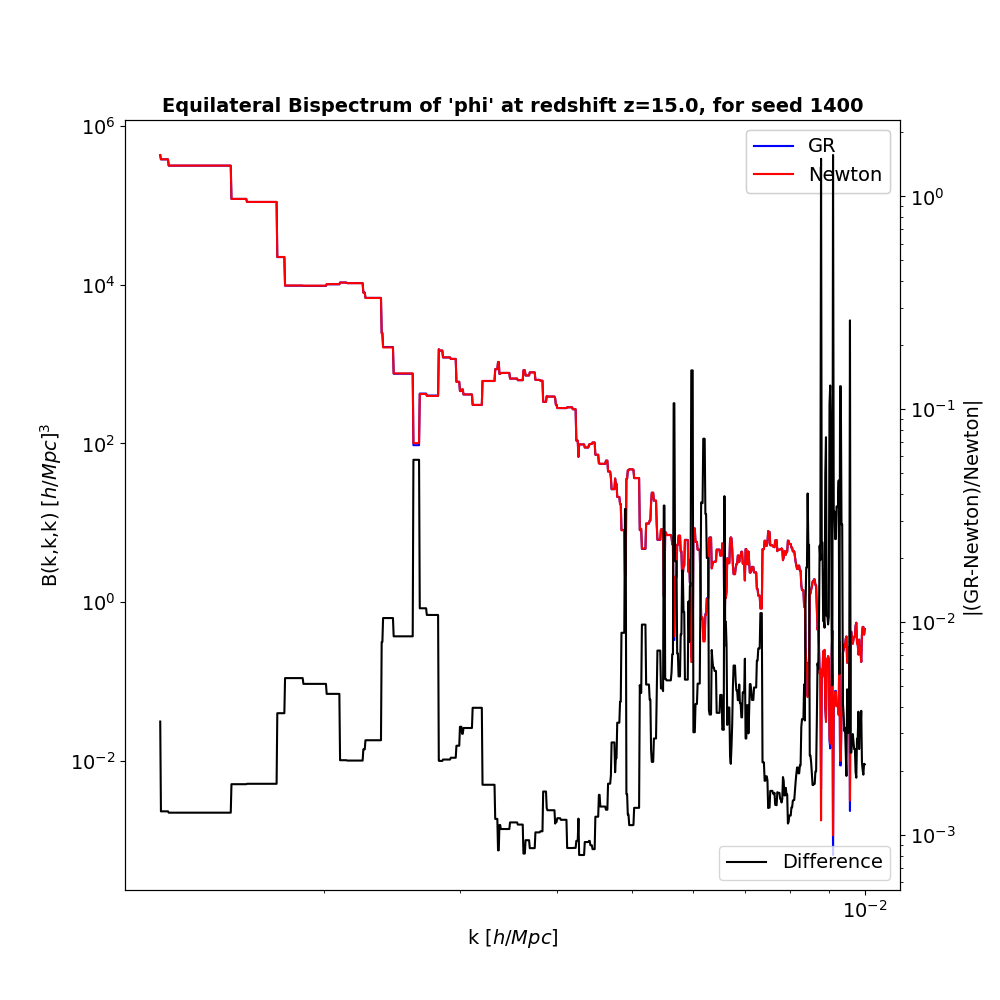 Equilateral Bispectrum of 'phi' at redshift z=15.0, for seed 1400
10^6
10^4
10^2
10^0
10^-2
B(k,k,k) [h/Mpc]^3
GR
Newton
10^0
10^-1
10^-2
10^-3
|(GR-Newton)/Newton|
Difference
10^-2
k [h/Mpc]